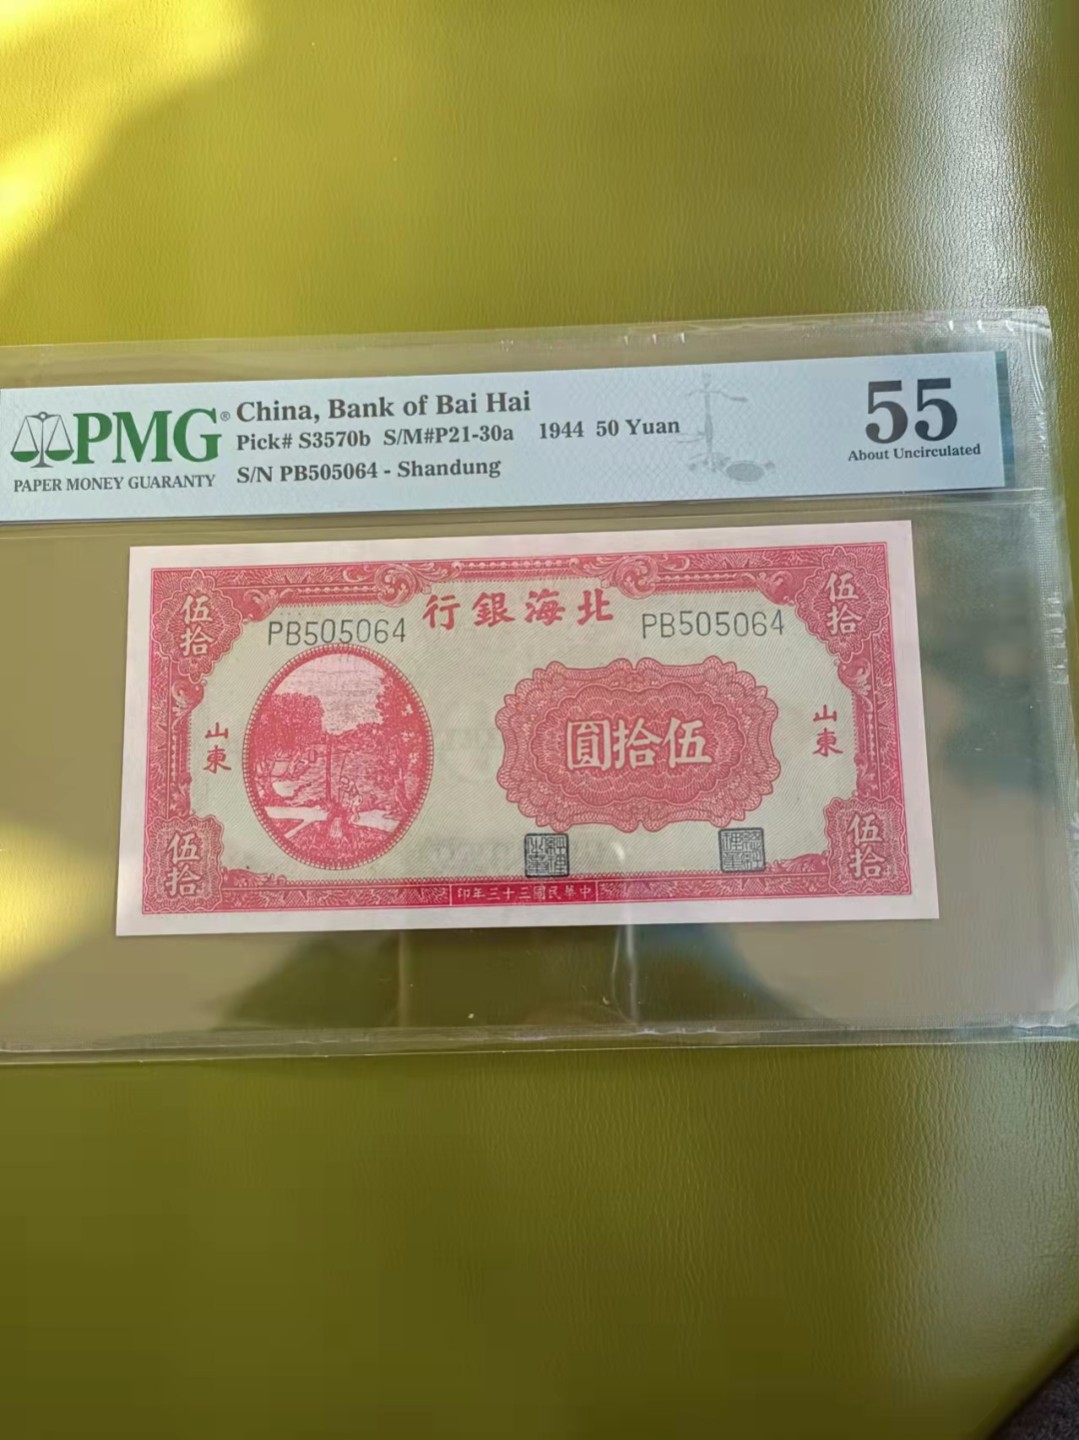 PMG®
PAPER MONEY GUARANTY
China, Bank of Bai Hai
Pick# S3570b S/M#P21-30a 1944 50 Yuan
S/N PB505064 - Shandung
55
About Uncirculated
伍拾
行銀海北
伍拾
PB505064
PB505064
山東
圓拾伍
山東
伍拾
伍拾
印年三十三國民華中